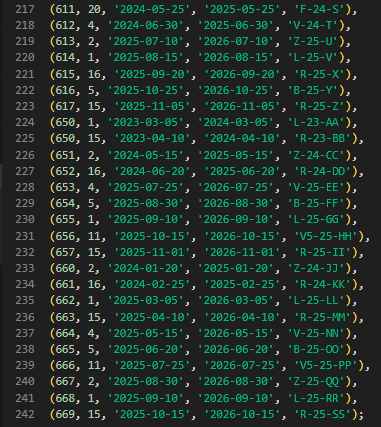 217 (611, 20, '2024-05-25', '2025-05-25', 'F-24-S'),
218 (612, 4, '2024-06-30', '2025-06-30', 'V-24-T'),
219 (613, 2, '2025-07-10', '2026-07-10', 'Z-25-U'),
220 (614, 1, '2025-08-15', '2026-08-15', 'L-25-V'),
221 (615, 16, '2025-09-20', '2026-09-20', 'R-25-X'),
222 (616, 5, '2025-10-25', '2026-10-25', 'B-25-Y'),
223 (617, 15, '2025-11-05', '2026-11-05', 'R-25-Z'),
224 (650, 1, '2023-03-05', '2024-03-05', 'L-23-AA'),
225 (650, 15, '2023-04-10', '2024-04-10', 'R-23-BB'),
226 (651, 2, '2024-05-15', '2025-05-15', 'Z-24-CC'),
227 (652, 16, '2024-06-20', '2025-06-20', 'R-24-DD'),
228 (653, 4, '2025-07-25', '2026-07-25', 'V-25-EE'),
229 (654, 5, '2025-08-30', '2026-08-30', 'B-25-FF'),
230 (655, 1, '2025-09-10', '2026-09-10', 'L-25-GG'),
231 (656, 11, '2025-10-15', '2026-10-15', 'V5-25-HH'),
232 (657, 15, '2025-11-01', '2026-11-01', 'R-25-II'),
233 (660, 2, '2024-01-20', '2025-01-20', 'Z-24-JJ'),
234 (661, 16, '2024-02-25', '2025-02-25', 'R-24-KK'),
235 (662, 1, '2025-03-05', '2026-03-05', 'L-25-LL'),
236 (663, 15, '2025-04-10', '2026-04-10', 'R-25-MM'),
237 (664, 4, '2025-05-15', '2026-05-15', 'V-25-NN'),
238 (665, 5, '2025-06-20', '2026-06-20', 'B-25-OO'),
239 (666, 11, '2025-07-25', '2026-07-25', 'V5-25-PP'),
240 (667, 2, '2025-08-30', '2026-08-30', 'Z-25-QQ'),
241 (668, 1, '2025-09-10', '2026-09-10', 'L-25-RR'),
242 (669, 15, '2025-10-15', '2026-10-15', 'R-25-SS');